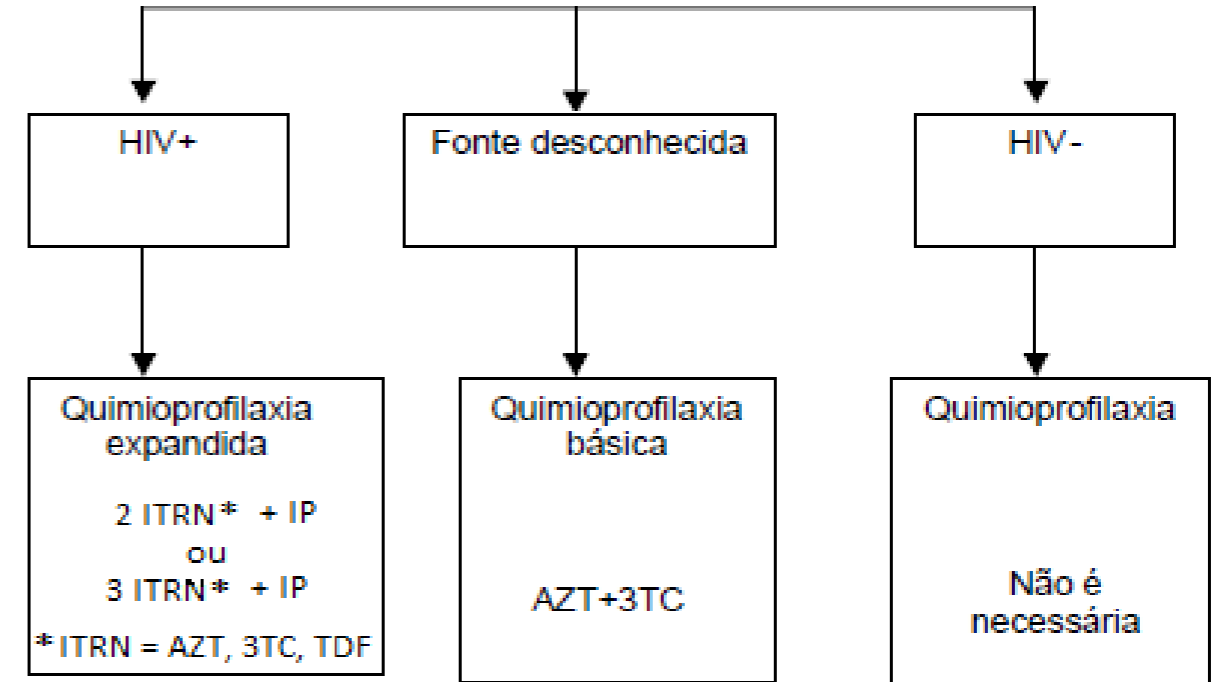 HIV+
Fonte desconhecida
HIV-
Quimioprofilaxia
expandida
2 ITRN* + IP
ou
3 ITRN* + IP
*ITRN = AZT, 3TC, TDF
Quimioprofilaxia
básica
AZT+3TC
Quimioprofilaxia
Não é
necessária